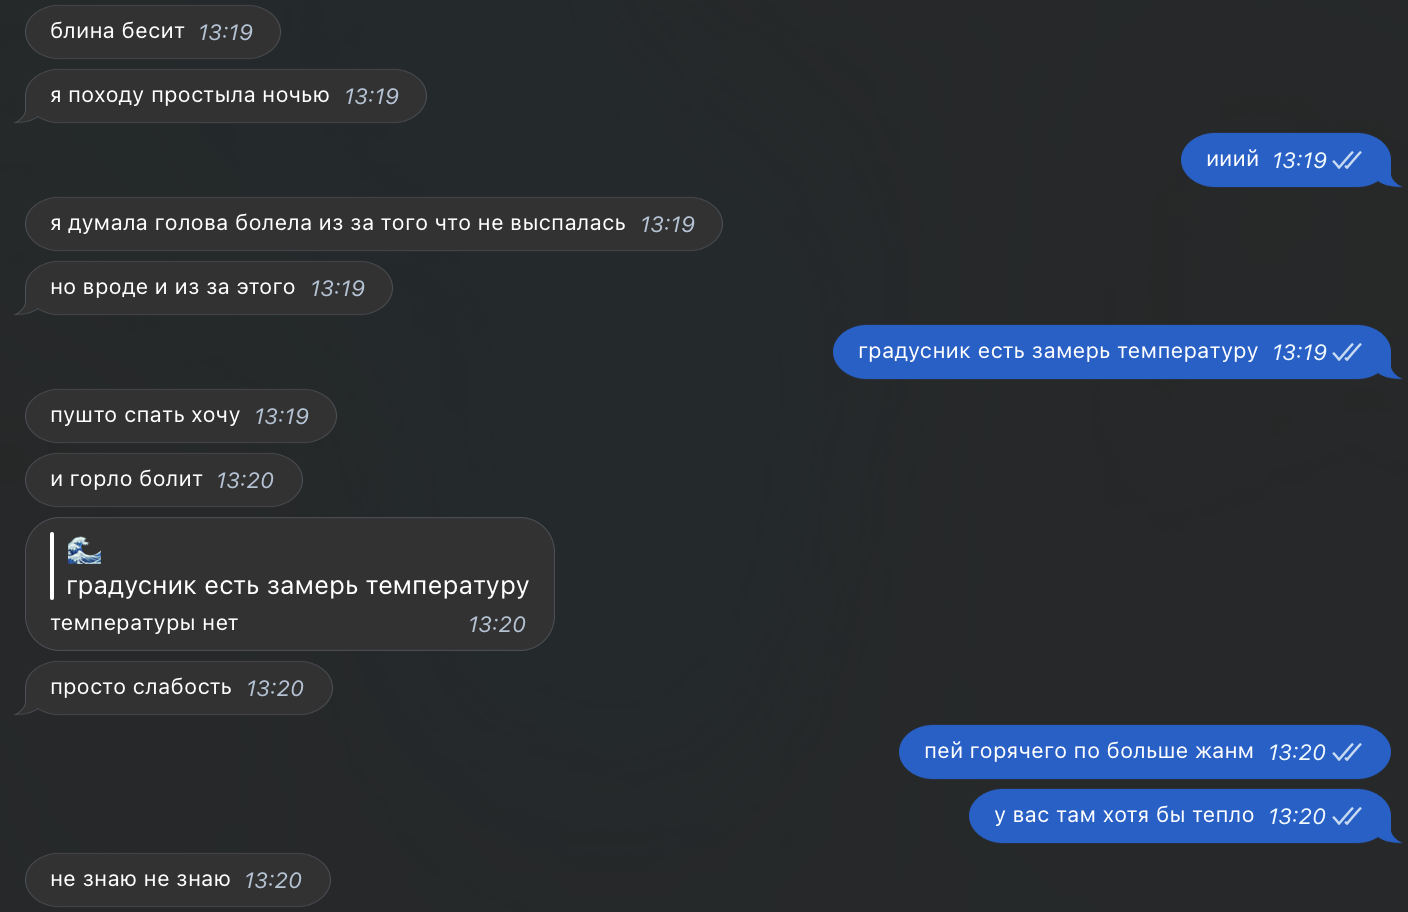 блина бесит 13:19
я походу простыла ночью 13:19
ииий 13:19
я думала голова болела из за того что не выспалась 13:19
но вроде и из за этого 13:19
градусник есть замерь температуру 13:19
пушто спать хочу 13:19
и горло болит 13:20
🌊
градусник есть замерь температуру
температуры нет 13:20
просто слабость 13:20
пей горячего по больше жанм 13:20
у вас там хотя бы тепло 13:20
не знаю не знаю 13:20